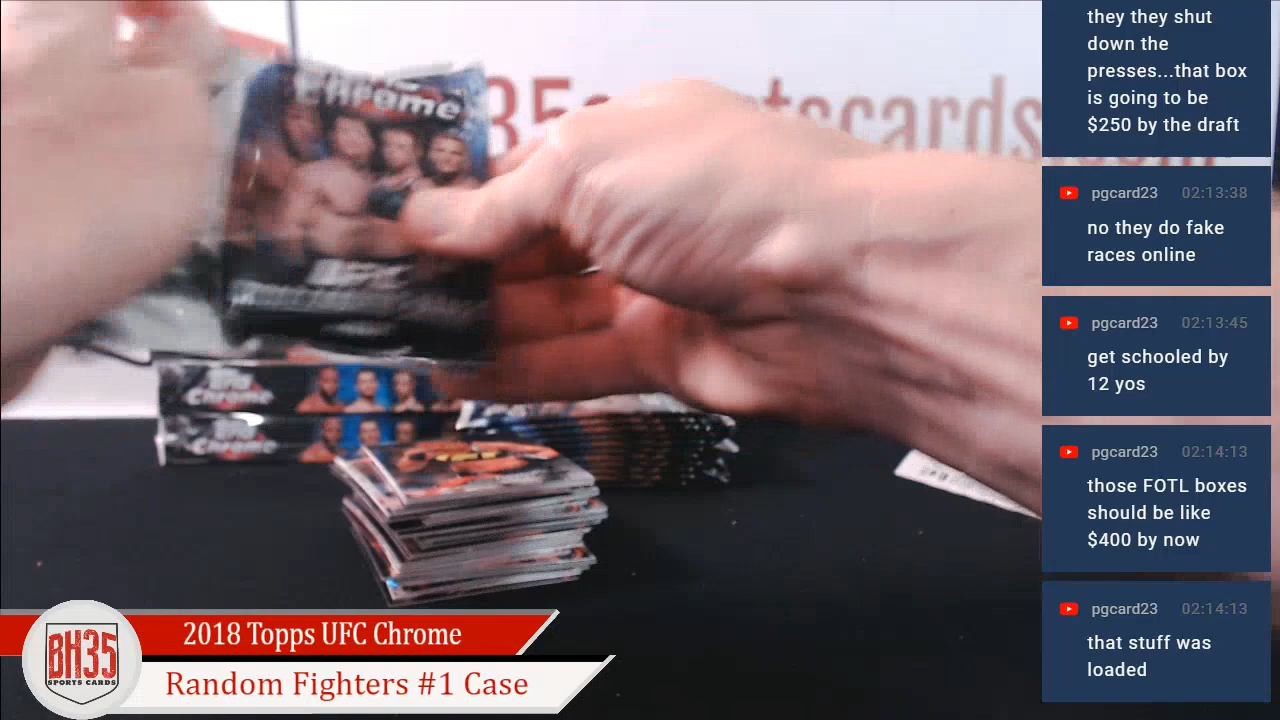 Chrome
35 sportscards.com
Topps
Chrome
Topps
Chrome
they they shut
down the
presses...that box
is going to be
$250 by the draft
pgcard23 02:13:38
no they do fake
races online
pgcard23 02:13:45
get schooled by
12 yos
pgcard23 02:14:13
those FOTL boxes
should be like
$400 by now
pgcard23 02:14:13
that stuff was
loaded
BH35
SPORTS CARDS
2018 Topps UFC Chrome
Random Fighters #1 Case